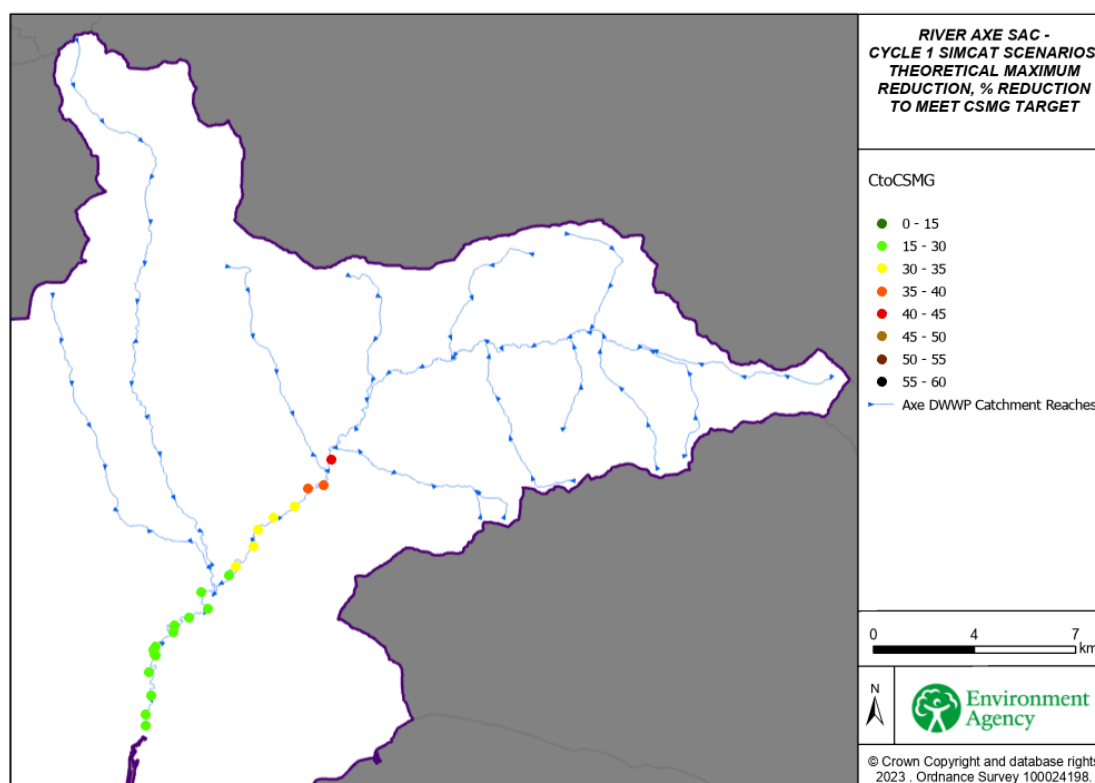 RIVER AXE SAC -
CYCLE 1 SIMCAT SCENARIOS
THEORETICAL MAXIMUM
REDUCTION, % REDUCTION
TO MEET CSMG TARGET
CtoCSMG
0 - 15
15 - 30
30 - 35
35 - 40
40 - 45
45 - 50
50 - 55
55 - 60
Axe DWWP Catchment Reaches
0 4 7
km
N
Environment
Agency
© Crown Copyright and database rights
2023 . Ordnance Survey 100024198.